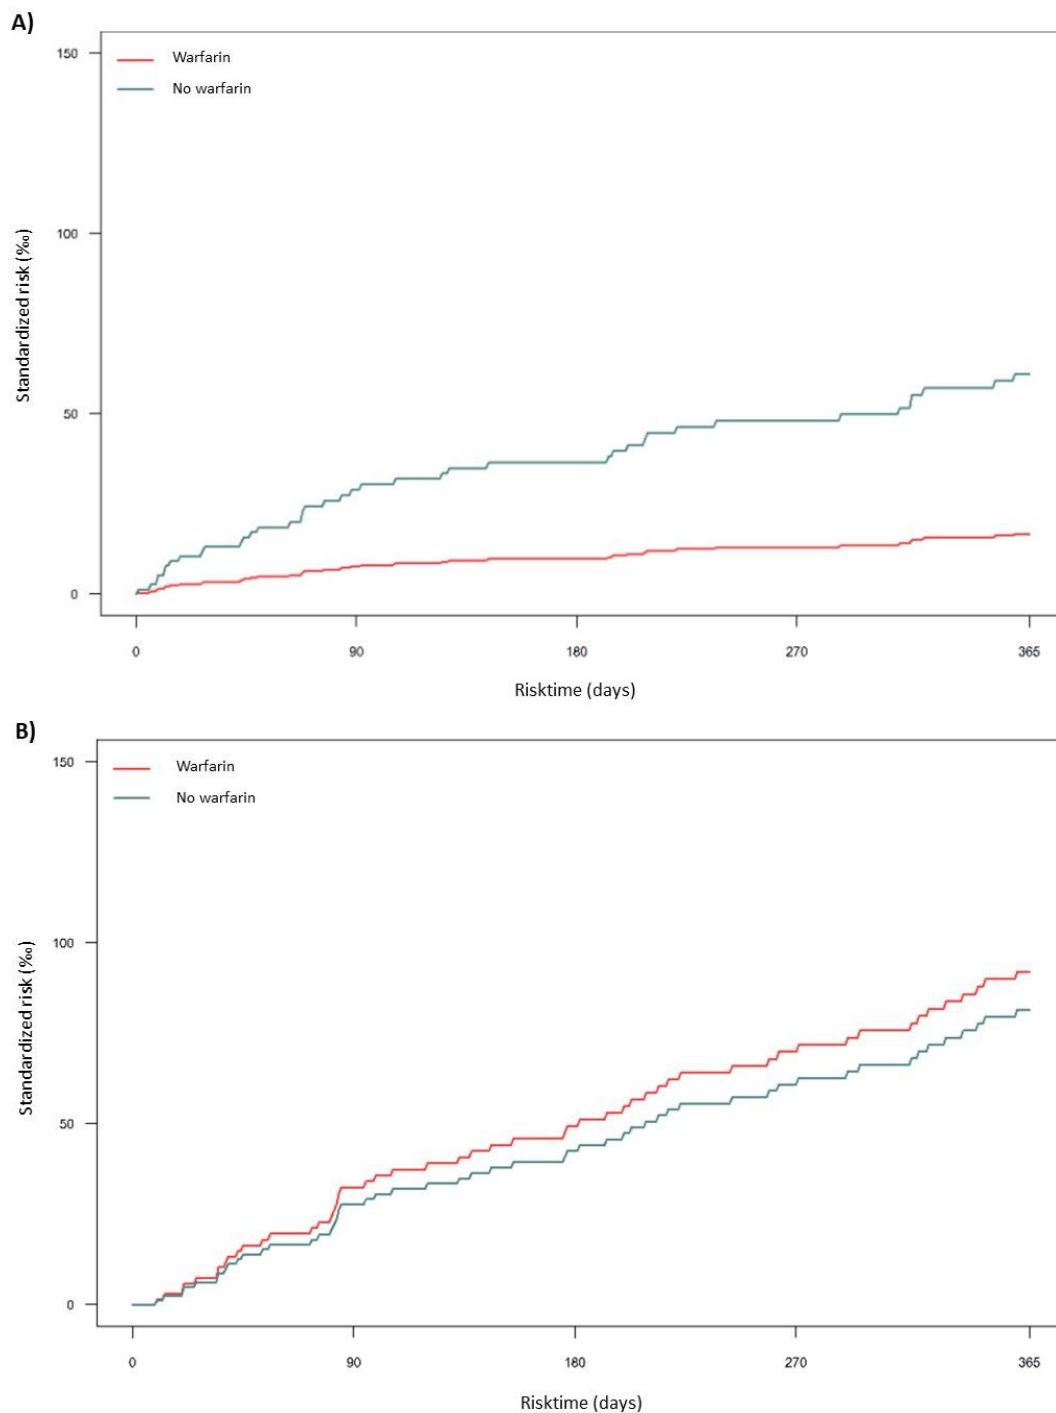 A)
Warfarin
No warfarin
150
100
50
0
Standardized risk (‰)
0 90 180 270 365
Risktime (days)
B)
Warfarin
No warfarin
150
100
50
0
Standardized risk (‰)
0 90 180 270 365
Risktime (days)